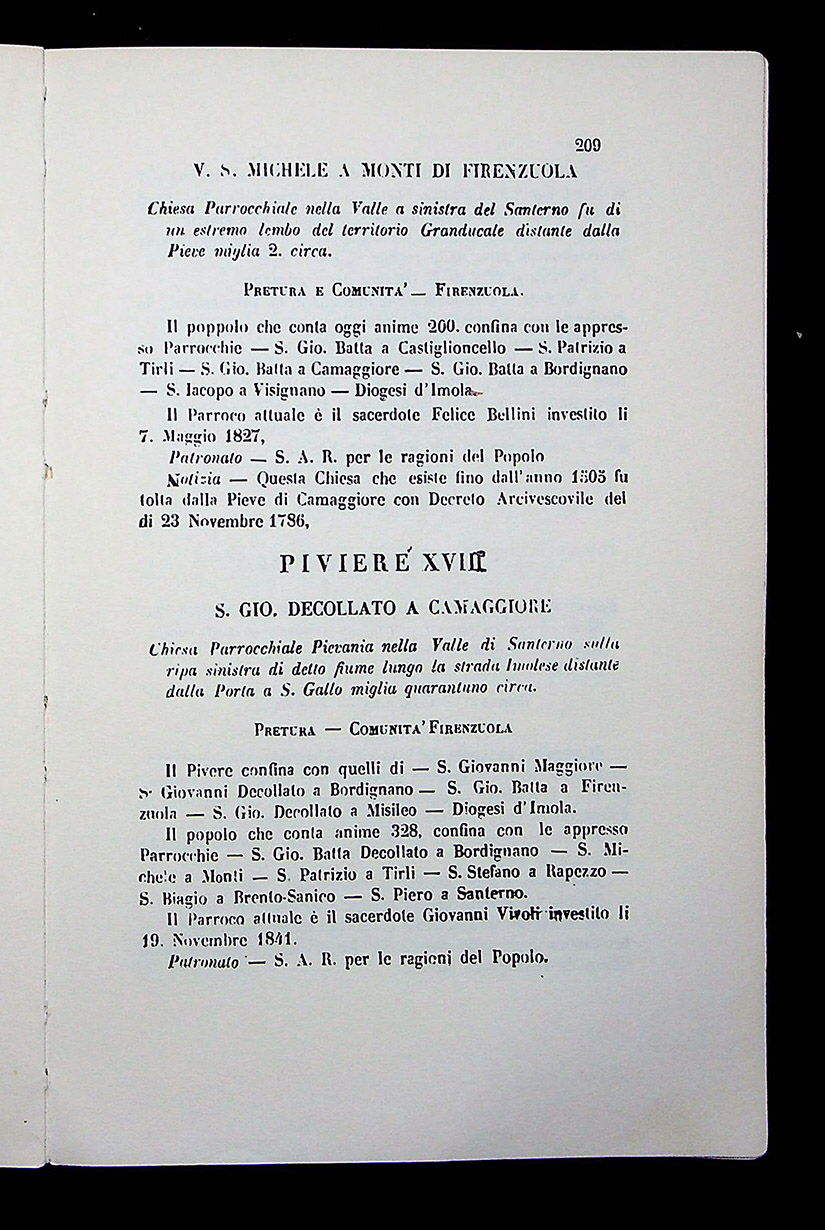 209
V. S. MICHELE A MONTI DI FIRENZUOLA
Chiesa Parrocchiale nella Valle a sinistra del Santerno fu di
un estremo lembo del territorio Granducale distante dalla
Pieve miglia 2. circa.
PRETURA E COMUNITA' — FIRENZUOLA.
Il poppolo che conta oggi anime 200. confina con le appres-
so Parrocchie — S. Gio. Batta a Castiglioncello — S. Patrizio a
Tirli — S. Gio. Batta a Camaggiore — S. Gio. Batta a Bordignano
— S. Iacopo a Visignano — Diogesi d'Imola.
Il Parroco attuale è il sacerdote Felice Bellini investito li
7. Maggio 1827,
Patronato — S. A. R. per le ragioni del Popolo
Notizia — Questa Chiesa che esiste fino dall'anno 1505 fu
tolta dalla Pieve di Camaggiore con Decreto Arcivescovile del
di 23 Novembre 1786,
PIVIERE XVIII
S. GIO. DECOLLATO A CAMAGGIORE
Chiesa Parrocchiale Pievania nella Valle di Santerno sulla
ripa sinistra di detto fiume lungo la strada Imolese distante
dalla Porta a S. Gallo miglia quarantuno circa.
PRETURA — COMUNITA' FIRENZUOLA
Il Pivere confina con quelli di — S. Giovanni Maggiore —
S. Giovanni Decollato a Bordignano — S. Gio. Batta a Firen-
zuola — S. Gio. Decollato a Misileo — Diogesi d'Imola.
Il popolo che conta anime 328, confina con le appresso
Parrocchie — S. Gio. Batta Decollato a Bordignano — S. Mi-
chele a Monti — S. Patrizio a Tirli — S. Stefano a Rapezzo —
S. Biagio a Brento-Sanico — S. Piero a Santerno.
Il Parroco attuale è il sacerdote Giovanni Vivoli investito li
19. Novembre 1841.
Patronato — S. A. R. per le ragioni del Popolo.